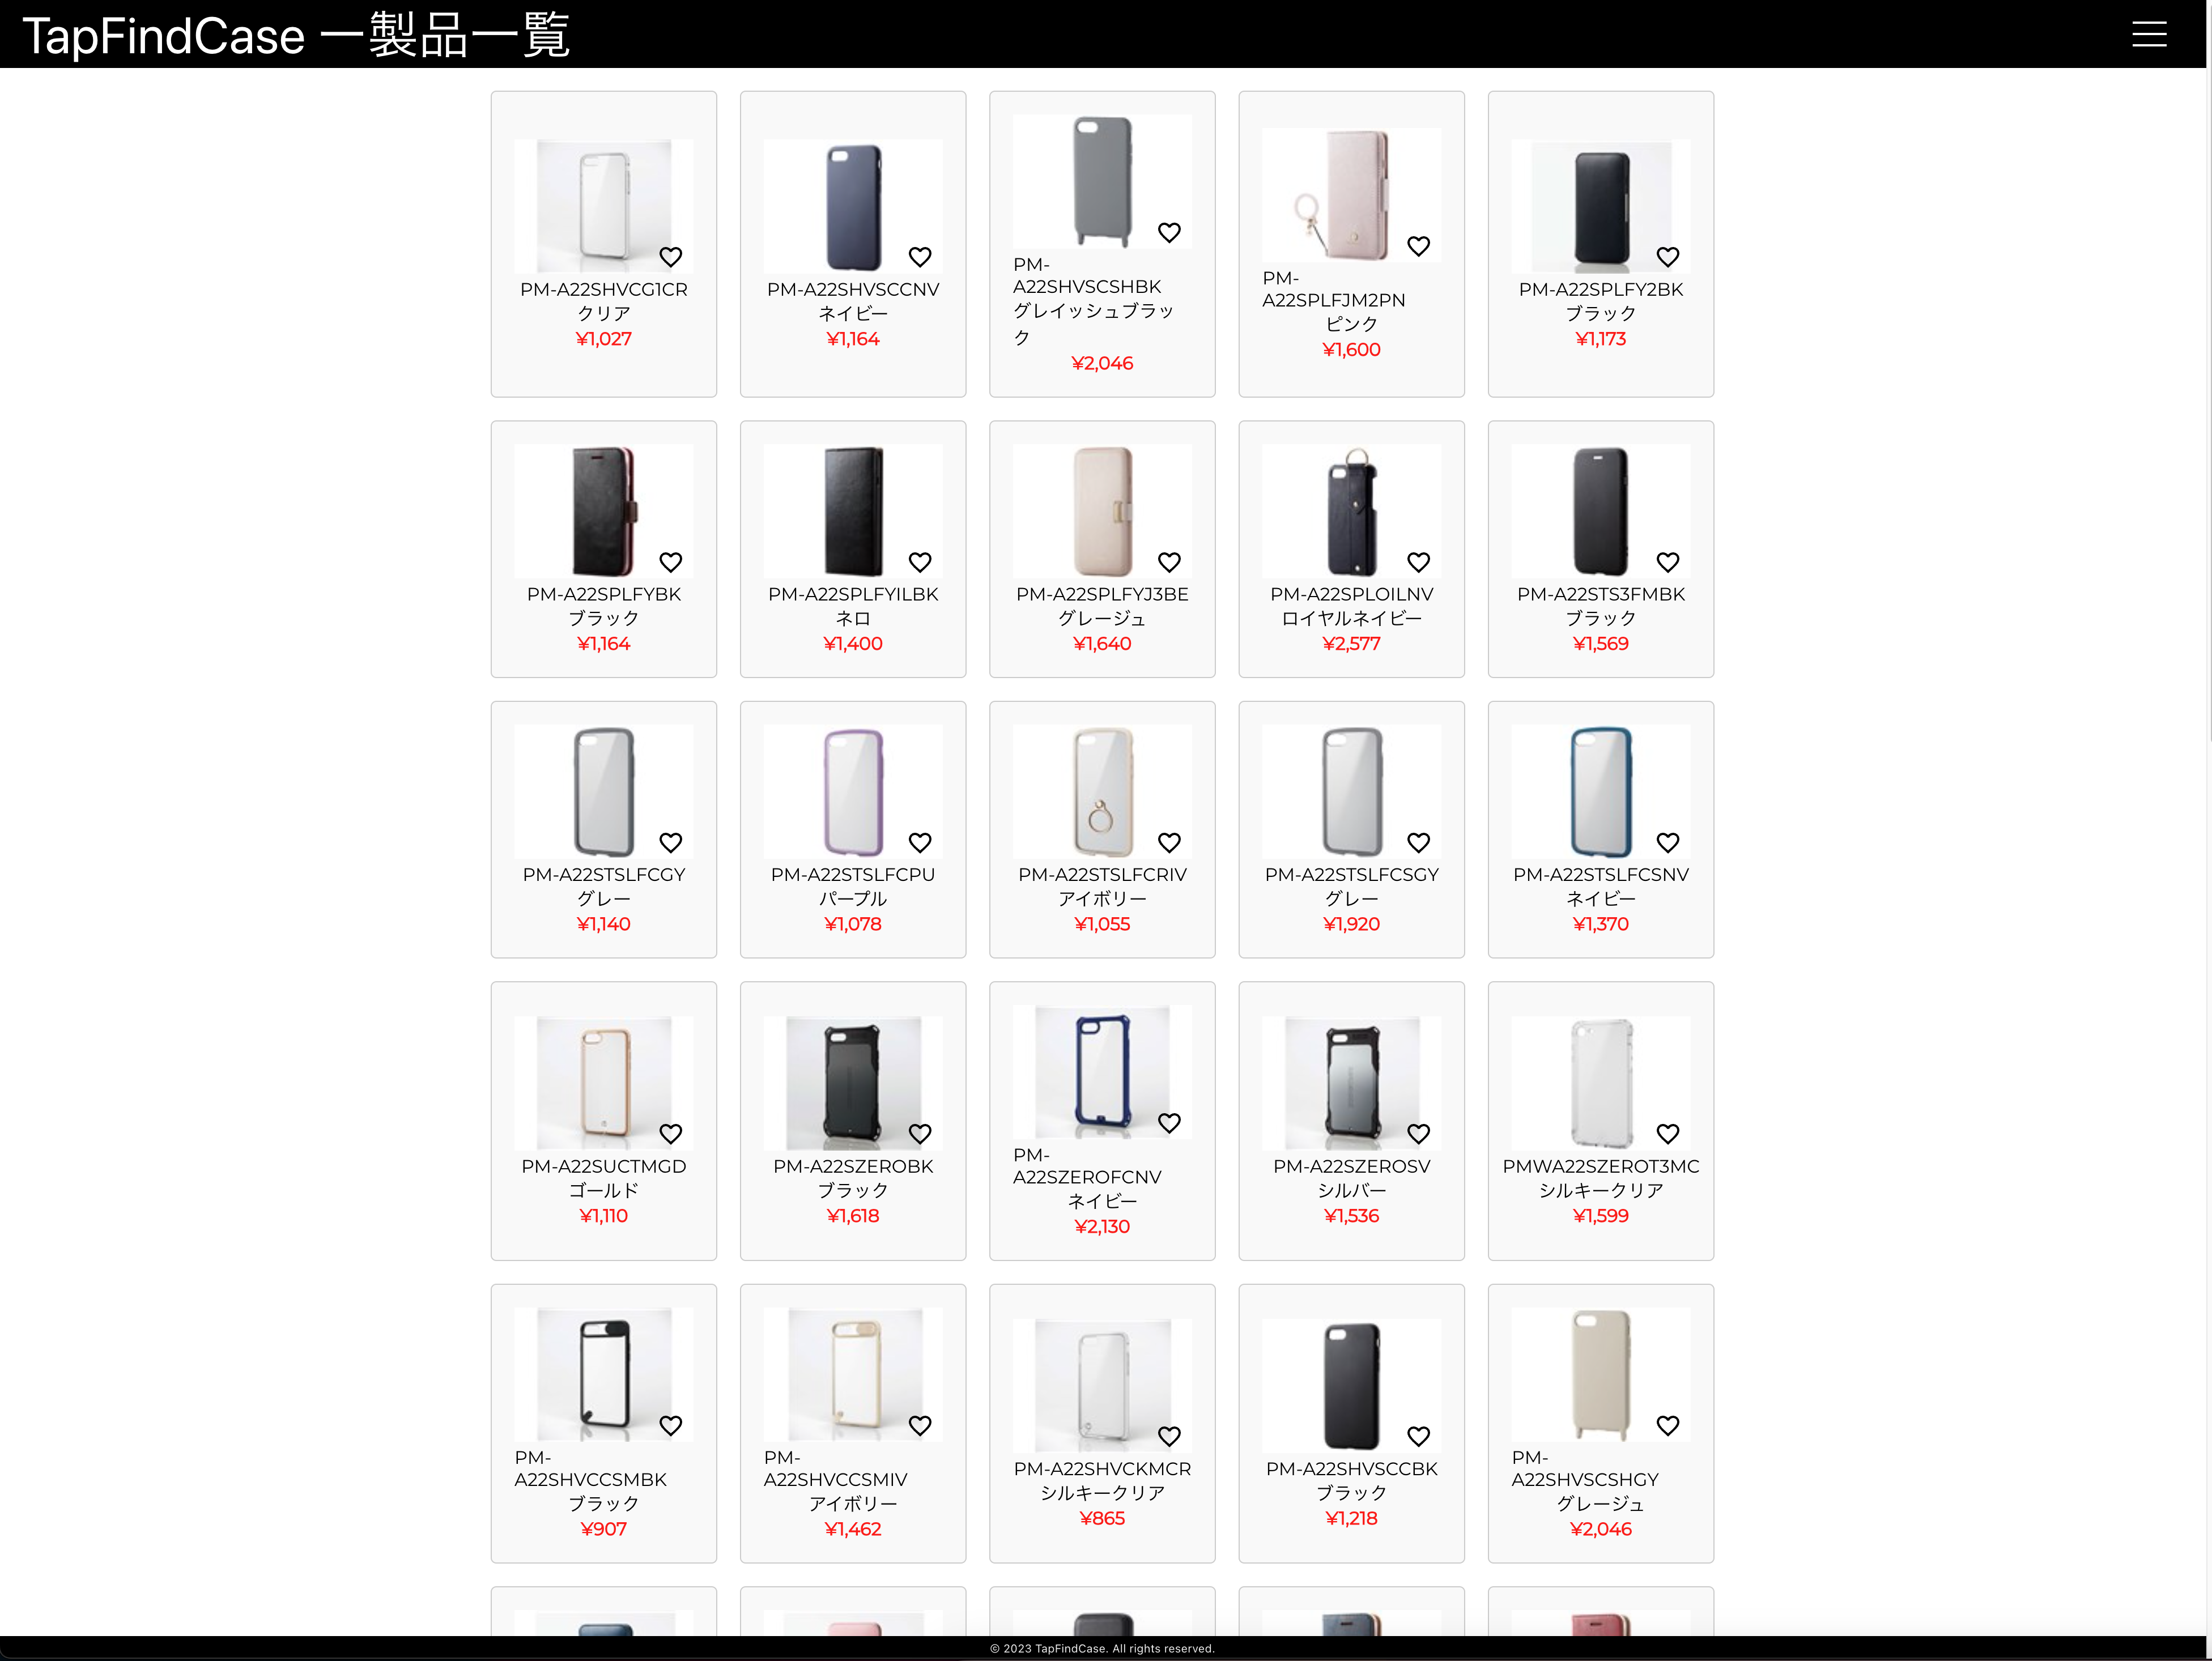 TapFindCase ー製品一覧
PM-A22SHVCG1CR
クリア
¥1,027
PM-A22SHVSCCNV
ネイビー
¥1,164
PM-
A22SHVSCSHBK
グレイッシュブラッ
ク
¥2,046
PM-
A22SPLFJM2PN
ピンク
¥1,600
PM-A22SPLFY2BK
ブラック
¥1,173
PM-A22SPLFYBK
ブラック
¥1,164
PM-A22SPLFYILBK
ネロ
¥1,400
PM-A22SPLFYJ3BE
グレージュ
¥1,640
PM-A22SPLOILNV
ロイヤルネイビー
¥2,577
PM-A22STS3FMBK
ブラック
¥1,569
PM-A22STSLFCGY
グレー
¥1,140
PM-A22STSLFCPU
パープル
¥1,078
PM-A22STSLFCRIV
アイボリー
¥1,055
PM-A22STSLFCSGY
グレー
¥1,920
PM-A22STSLFCSNV
ネイビー
¥1,370
PM-A22SUCTMGD
ゴールド
¥1,110
PM-A22SZEROBK
ブラック
¥1,618
PM-
A22SZEROFCNV
ネイビー
¥2,130
PM-A22SZEROSV
シルバー
¥1,536
PMWA22SZEROT3MC
シルキークリア
¥1,599
PM-
A22SHVCCSMBK
ブラック
¥907
PM-
A22SHVCCSMIV
アイボリー
¥1,462
PM-A22SHVCKMCR
シルキークリア
¥865
PM-A22SHVSCCBK
ブラック
¥1,218
PM-
A22SHVSCSHGY
グレージュ
¥2,046
© 2023 TapFindCase. All rights reserved.